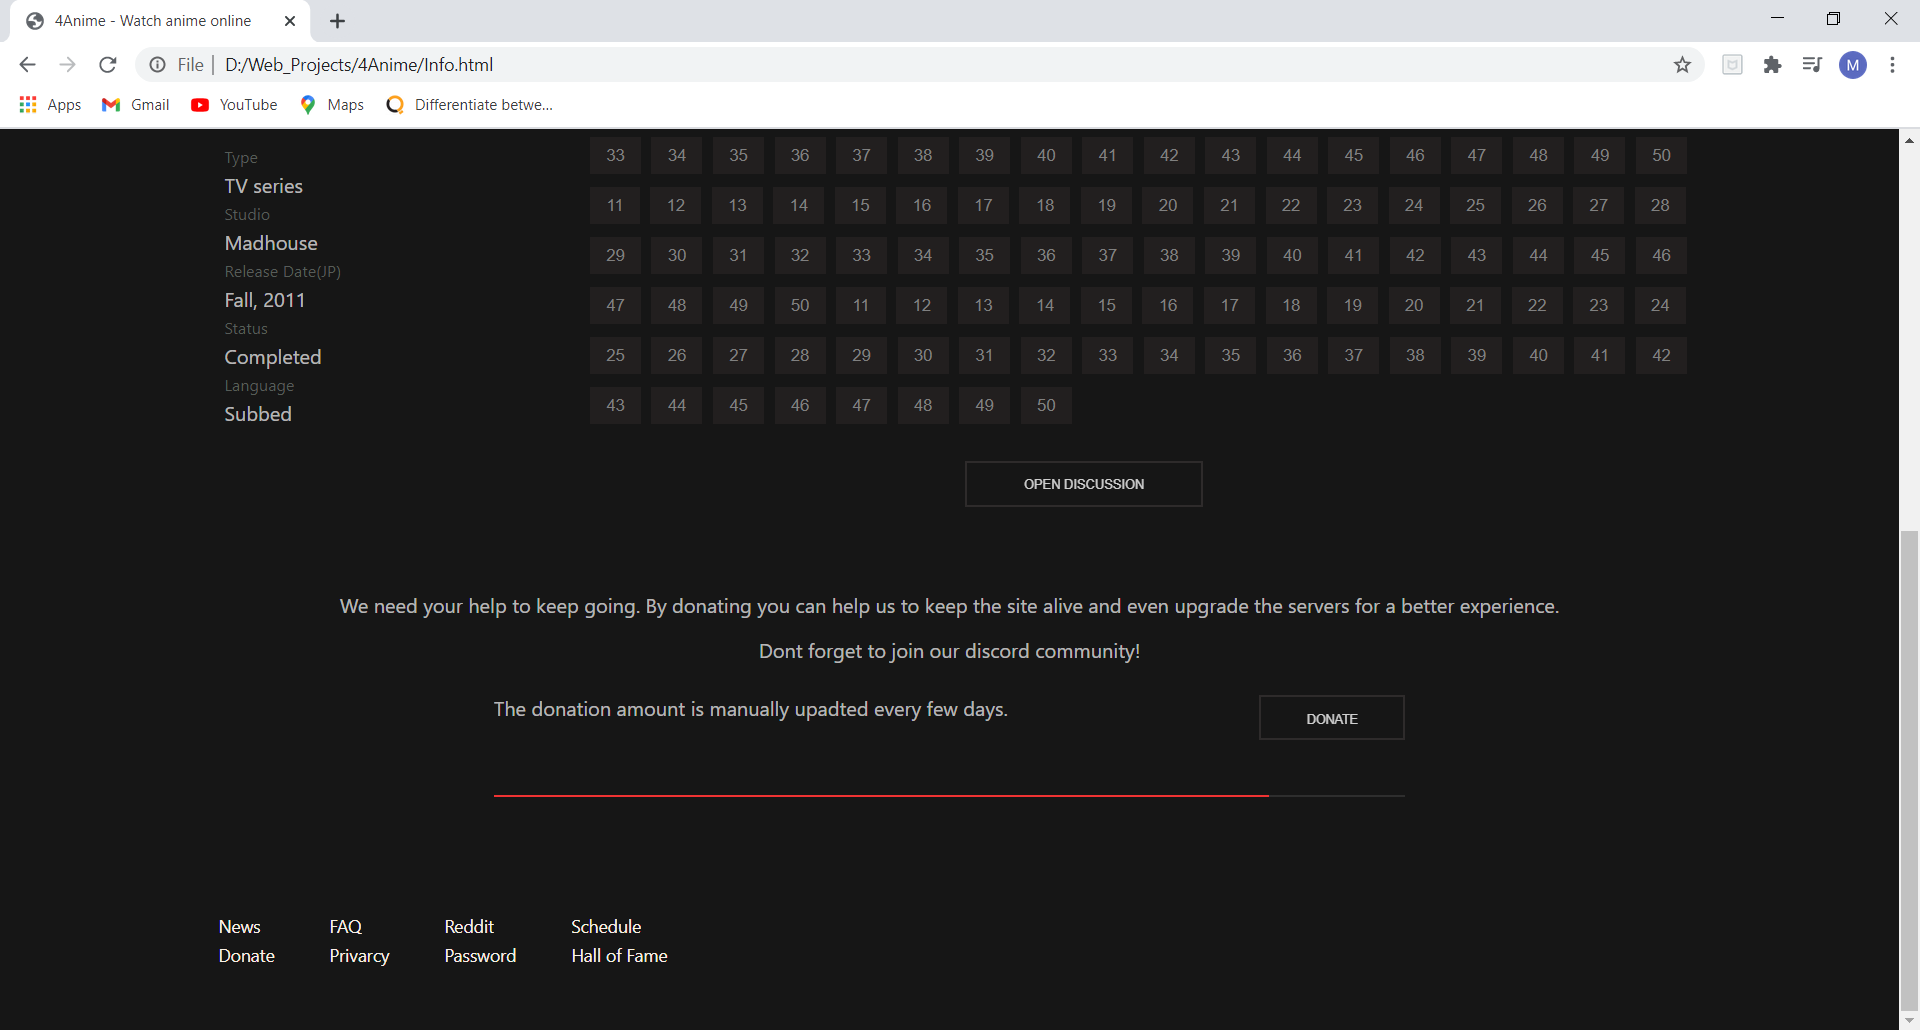 4Anime - Watch anime online
File | D:/Web_Projects/4Anime/Info.html
M
Apps Gmail YouTube Maps Differentiate betwe...
Type
TV series
Studio
Madhouse
Release Date(JP)
Fall, 2011
Status
Completed
Language
Subbed
33 34 35 36 37 38 39 40 41 42 43 44 45 46 47 48 49 50
11 12 13 14 15 16 17 18 19 20 21 22 23 24 25 26 27 28
29 30 31 32 33 34 35 36 37 38 39 40 41 42 43 44 45 46
47 48 49 50 11 12 13 14 15 16 17 18 19 20 21 22 23 24
25 26 27 28 29 30 31 32 33 34 35 36 37 38 39 40 41 42
43 44 45 46 47 48 49 50
OPEN DISCUSSION
We need your help to keep going. By donating you can help us to keep the site alive and even upgrade the servers for a better experience.
Dont forget to join our discord community!
The donation amount is manually upadted every few days.
DONATE
News FAQ Reddit Schedule
Donate Privarcy Password Hall of Fame